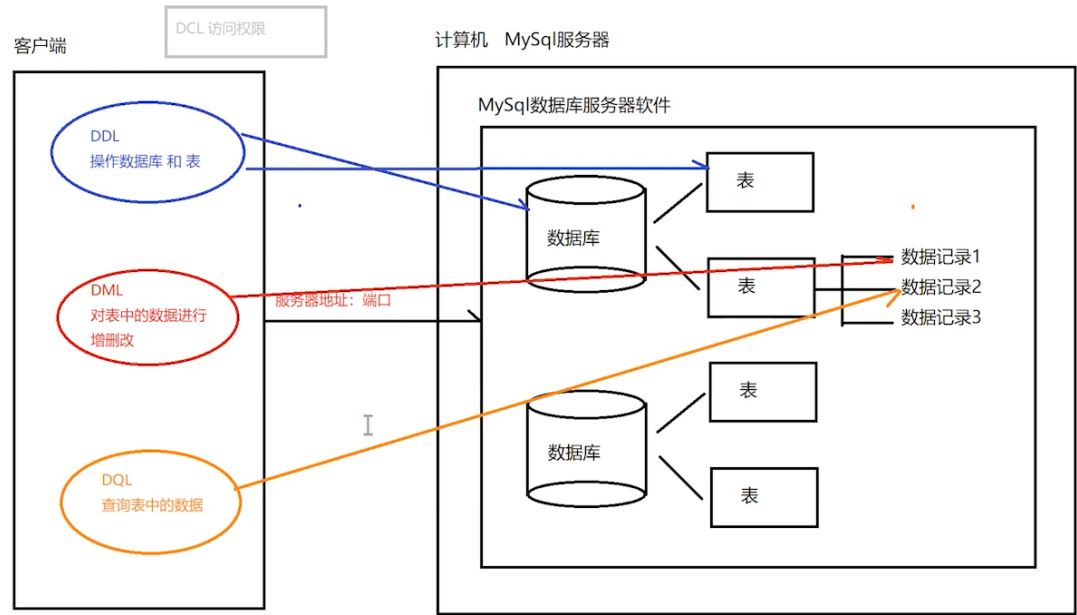 DCL 访问权限
客户端
计算机 MySql服务器
MySql数据库服务器软件
DDL
操作数据库 和 表
表
数据库
数据记录1
DML
表
数据记录2
对表中的数据进行
服务器地址：端口
数据记录3
增删改
表
数据库
DQL
表
查询表中的数据